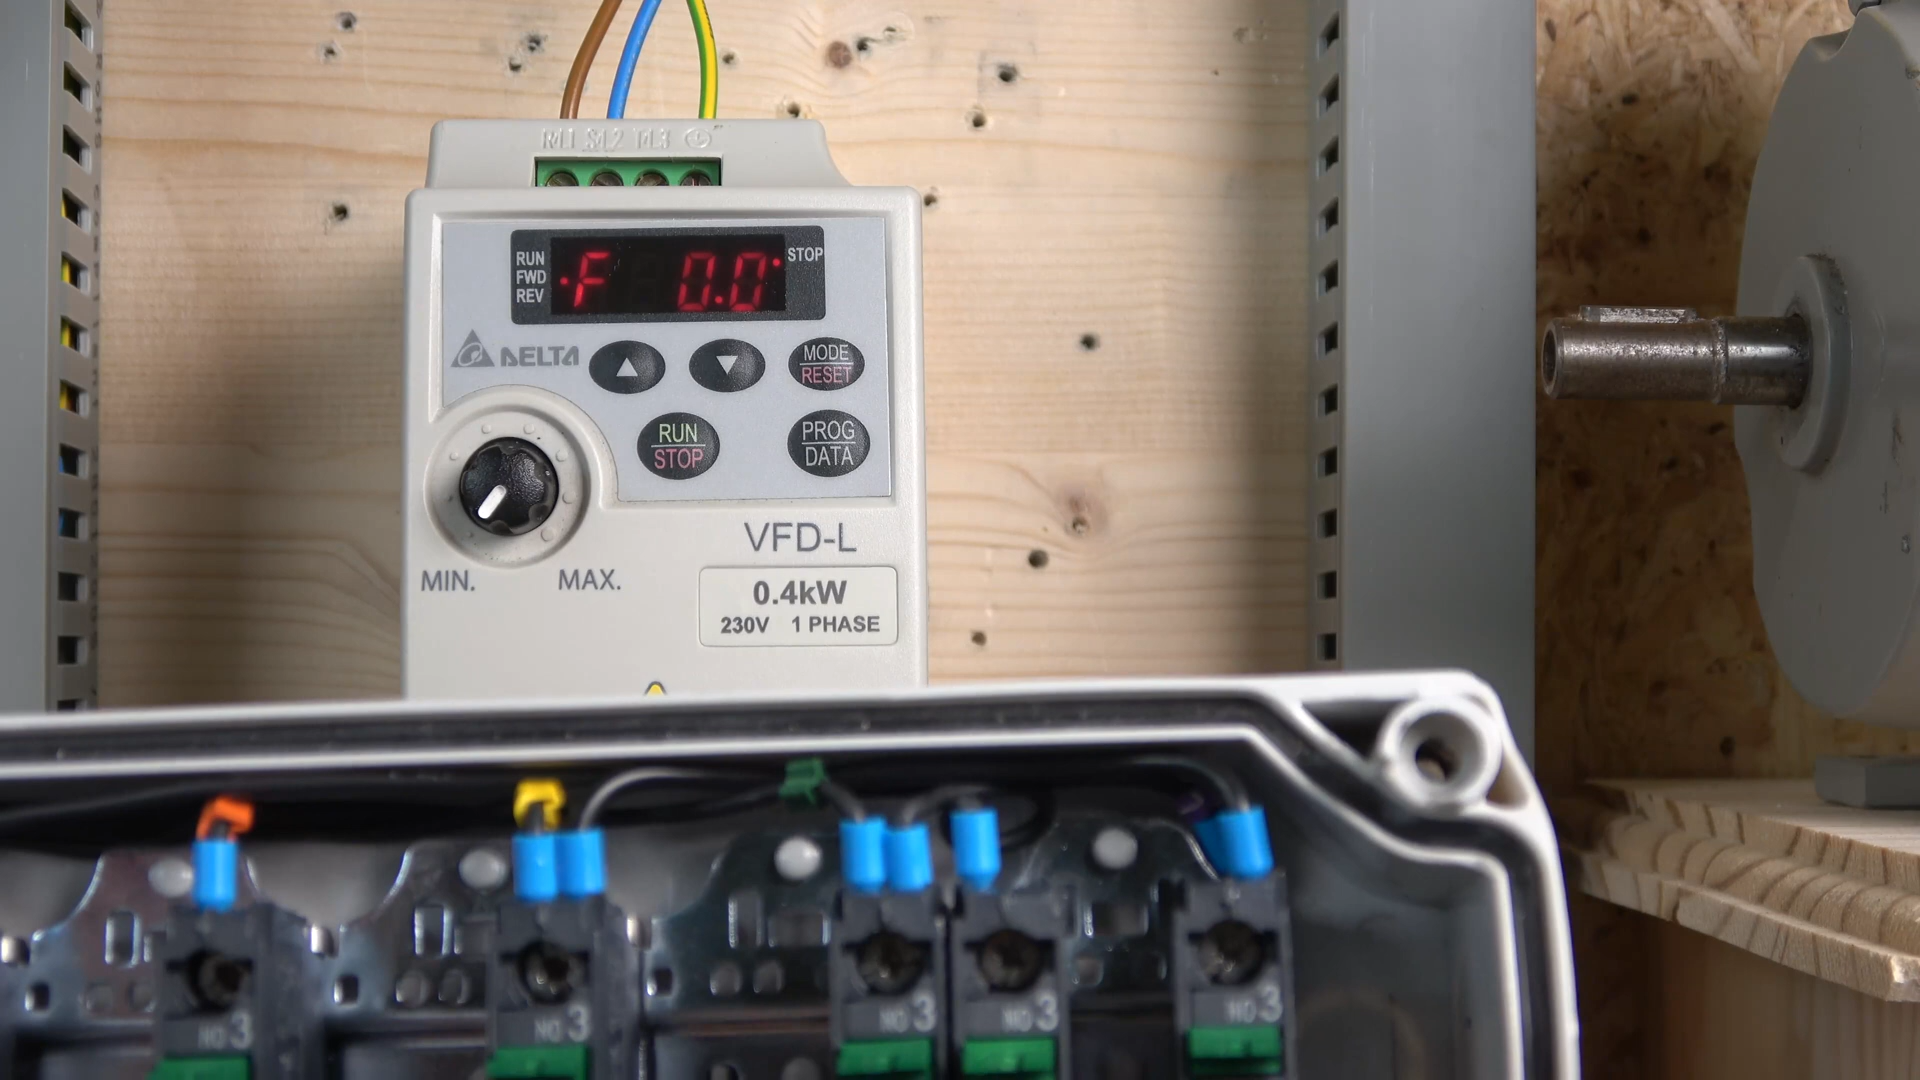 R/L1 S/L2 T/L3
RUN
FWD
REV
F 0.0
STOP
DELTA
MODE
RESET
RUN
STOP
PROG
DATA
VFD-L
MIN. MAX.
0.4kW
230V 1 PHASE
NO 3
NO 3
NO 3
NO 3
NO 3